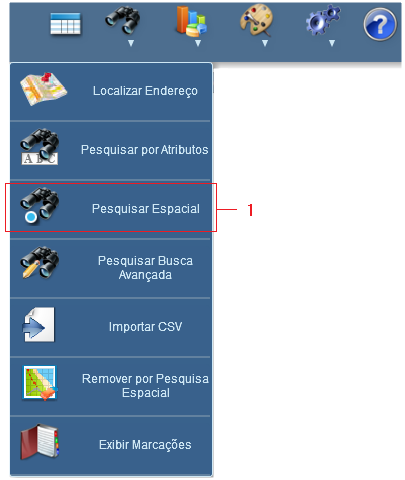 ?
Localizar Endereço
A B C
Pesquisar por Atributos
Pesquisar Espacial
1
Pesquisar Busca
Avançada
Importar CSV
Remover por Pesquisa
Espacial
Exibir Marcações